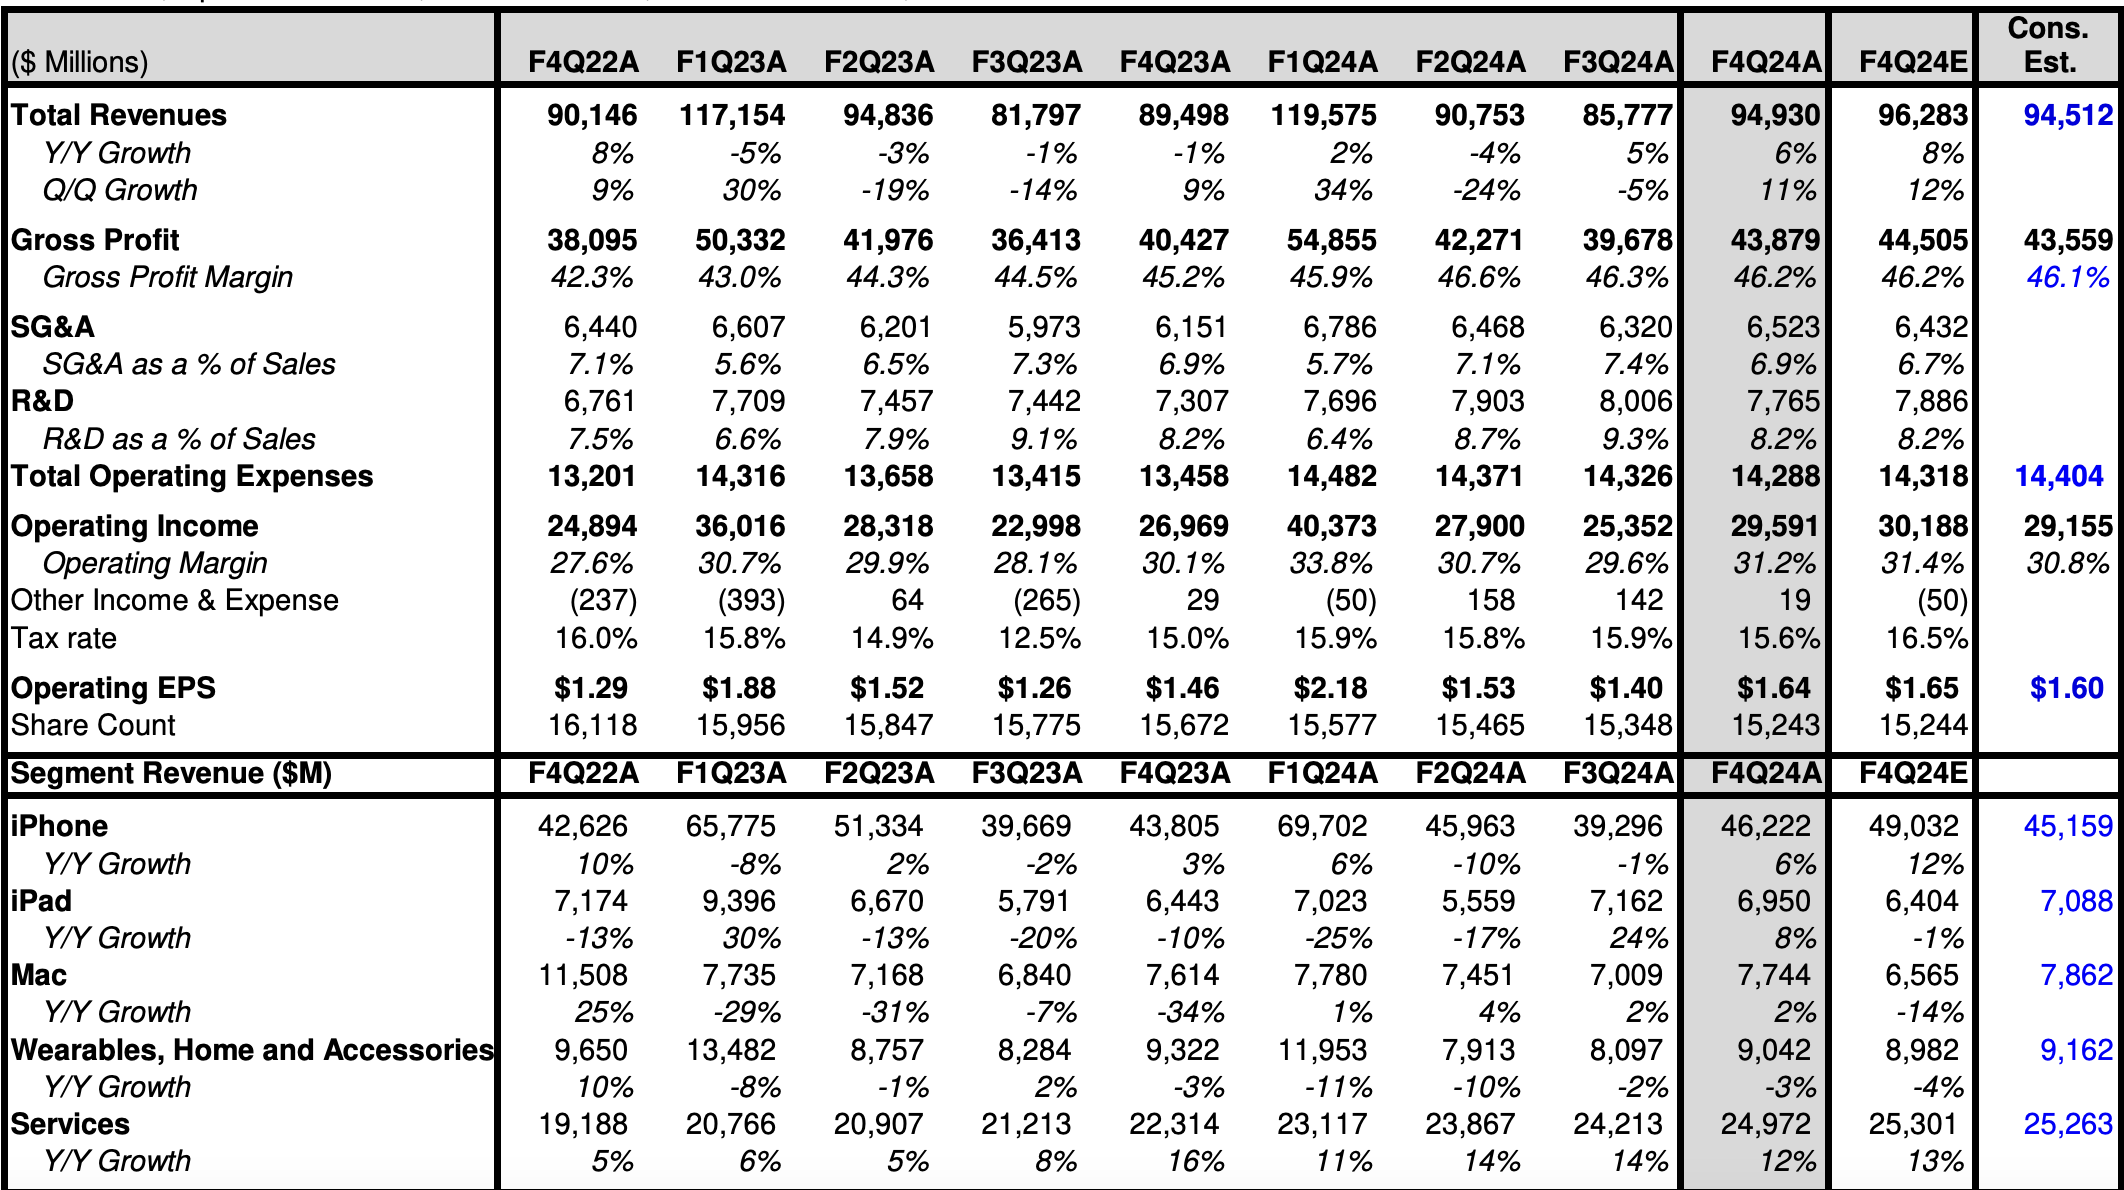 Cons.
($ Millions) F4Q22A F1Q23A F2Q23A F3Q23A F4Q23A F1Q24A F2Q24A F3Q24A F4Q24A F4Q24E Est.
Total Revenues 90,146 117,154 94,836 81,797 89,498 119,575 90,753 85,777 94,930 96,283 94,512
Y/Y Growth 8% -5% -3% -1% -1% 2% -4% 5% 6% 8%
Q/Q Growth 9% 30% -19% -14% 9% 34% -24% -5% 11% 12%
Gross Profit 38,095 50,332 41,976 36,413 40,427 54,855 42,271 39,678 43,879 44,505 43,559
Gross Profit Margin 42.3% 43.0% 44.3% 44.5% 45.2% 45.9% 46.6% 46.3% 46.2% 46.2% 46.1%
SG&A 6,440 6,607 6,201 5,973 6,151 6,786 6,468 6,320 6,523 6,432
SG&A as a % of Sales 7.1% 5.6% 6.5% 7.3% 6.9% 5.7% 7.1% 7.4% 6.9% 6.7%
R&D 6,761 7,709 7,457 7,442 7,307 7,696 7,903 8,006 7,765 7,886
R&D as a % of Sales 7.5% 6.6% 7.9% 9.1% 8.2% 6.4% 8.7% 9.3% 8.2% 8.2%
Total Operating Expenses 13,201 14,316 13,658 13,415 13,458 14,482 14,371 14,326 14,288 14,318 14,404
Operating Income 24,894 36,016 28,318 22,998 26,969 40,373 27,900 25,352 29,591 30,188 29,155
Operating Margin 27.6% 30.7% 29.9% 28.1% 30.1% 33.8% 30.7% 29.6% 31.2% 31.4% 30.8%
Other Income & Expense (237) (393) 64 (265) 29 (50) 158 142 19 (50)
Tax rate 16.0% 15.8% 14.9% 12.5% 15.0% 15.9% 15.8% 15.9% 15.6% 16.5%
Operating EPS $1.29 $1.88 $1.52 $1.26 $1.46 $2.18 $1.53 $1.40 $1.64 $1.65 $1.60
Share Count 16,118 15,956 15,847 15,775 15,672 15,577 15,465 15,348 15,243 15,244
Segment Revenue ($M) F4Q22A F1Q23A F2Q23A F3Q23A F4Q23A F1Q24A F2Q24A F3Q24A F4Q24A F4Q24E
iPhone 42,626 65,775 51,334 39,669 43,805 69,702 45,963 39,296 46,222 49,032 45,159
Y/Y Growth 10% -8% 2% -2% 3% 6% -10% -1% 6% 12%
iPad 7,174 9,396 6,670 5,791 6,443 7,023 5,559 7,162 6,950 6,404 7,088
Y/Y Growth -13% 30% -13% -20% -10% -25% -17% 24% 8% -1%
Mac 11,508 7,735 7,168 6,840 7,614 7,780 7,451 7,009 7,744 6,565 7,862
Y/Y Growth 25% -29% -31% -7% -34% 1% 4% 2% 2% -14%
Wearables, Home and Accessories 9,650 13,482 8,757 8,284 9,322 11,953 7,913 8,097 9,042 8,982 9,162
Y/Y Growth 10% -8% -1% 2% -3% -11% -10% -2% -3% -4%
Services 19,188 20,766 20,907 21,213 22,314 23,117 23,867 24,213 24,972 25,301 25,263
Y/Y Growth 5% 6% 5% 8% 16% 11% 14% 14% 12% 13%